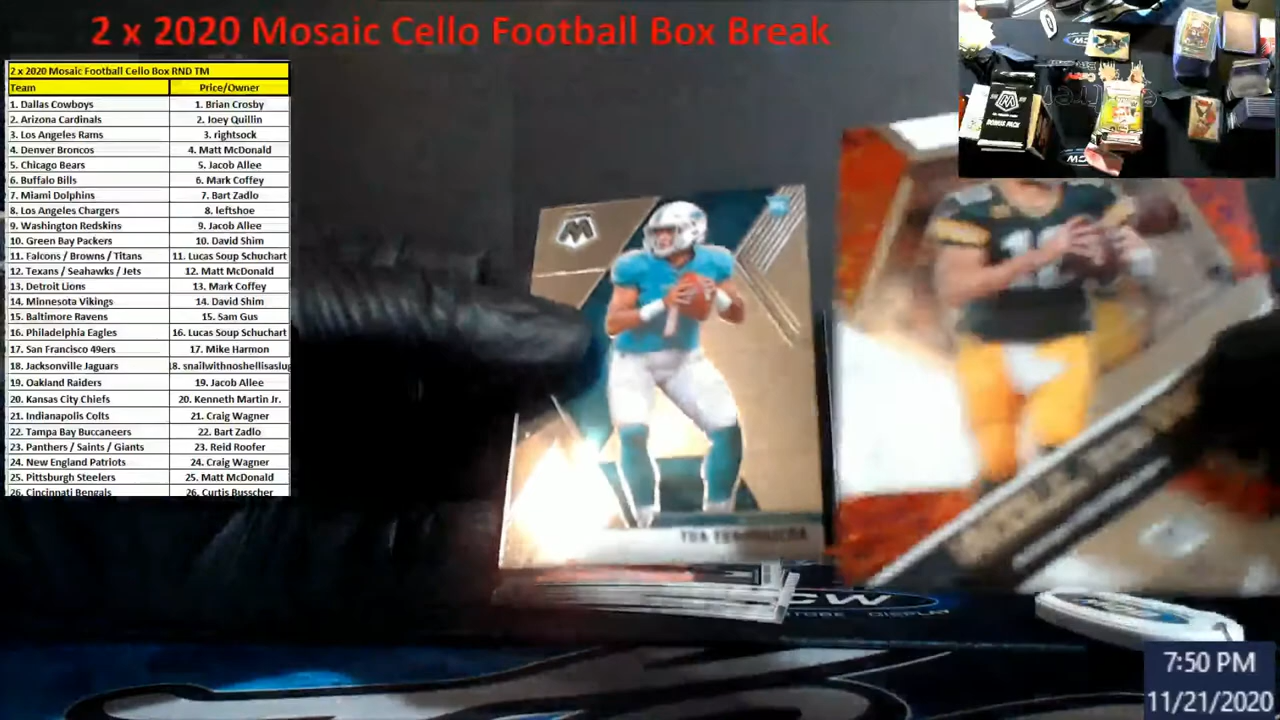 2 x 2020 Mosaic Cello Football Box Break
2 x 2020 Mosaic Football Cello Box RND TM
Team Price/Owner
1. Dallas Cowboys 1. Brian Crosby
2. Arizona Cardinals 2. Joey Quillin
3. Los Angeles Rams 3. rightsock
4. Denver Broncos 4. Matt McDonald
5. Chicago Bears 5. Jacob Allee
6. Buffalo Bills 6. Mark Coffey
7. Miami Dolphins 7. Bart Zadlo
8. Los Angeles Chargers 8. leftshoe
9. Washington Redskins 9. Jacob Allee
10. Green Bay Packers 10. David Shim
11. Falcons / Browns / Titans 11. Lucas Soup Schuchart
12. Texans / Seahawks / Jets 12. Matt McDonald
13. Detroit Lions 13. Mark Coffey
14. Minnesota Vikings 14. David Shim
15. Baltimore Ravens 15. Sam Gus
16. Philadelphia Eagles 16. Lucas Soup Schuchart
17. San Francisco 49ers 17. Mike Harmon
18. Jacksonville Jaguars 18. snailwithnoshellisaslug
19. Oakland Raiders 19. Jacob Allee
20. Kansas City Chiefs 20. Kenneth Martin Jr.
21. Indianapolis Colts 21. Craig Wagner
22. Tampa Bay Buccaneers 22. Bart Zadlo
23. Panthers / Saints / Giants 23. Reid Roofer
24. New England Patriots 24. Craig Wagner
25. Pittsburgh Steelers 25. Matt McDonald
26. Cincinnati Bengals 26. Curtis Busscher
BONUS PACK
1
CW
7:50 PM
11/21/2020